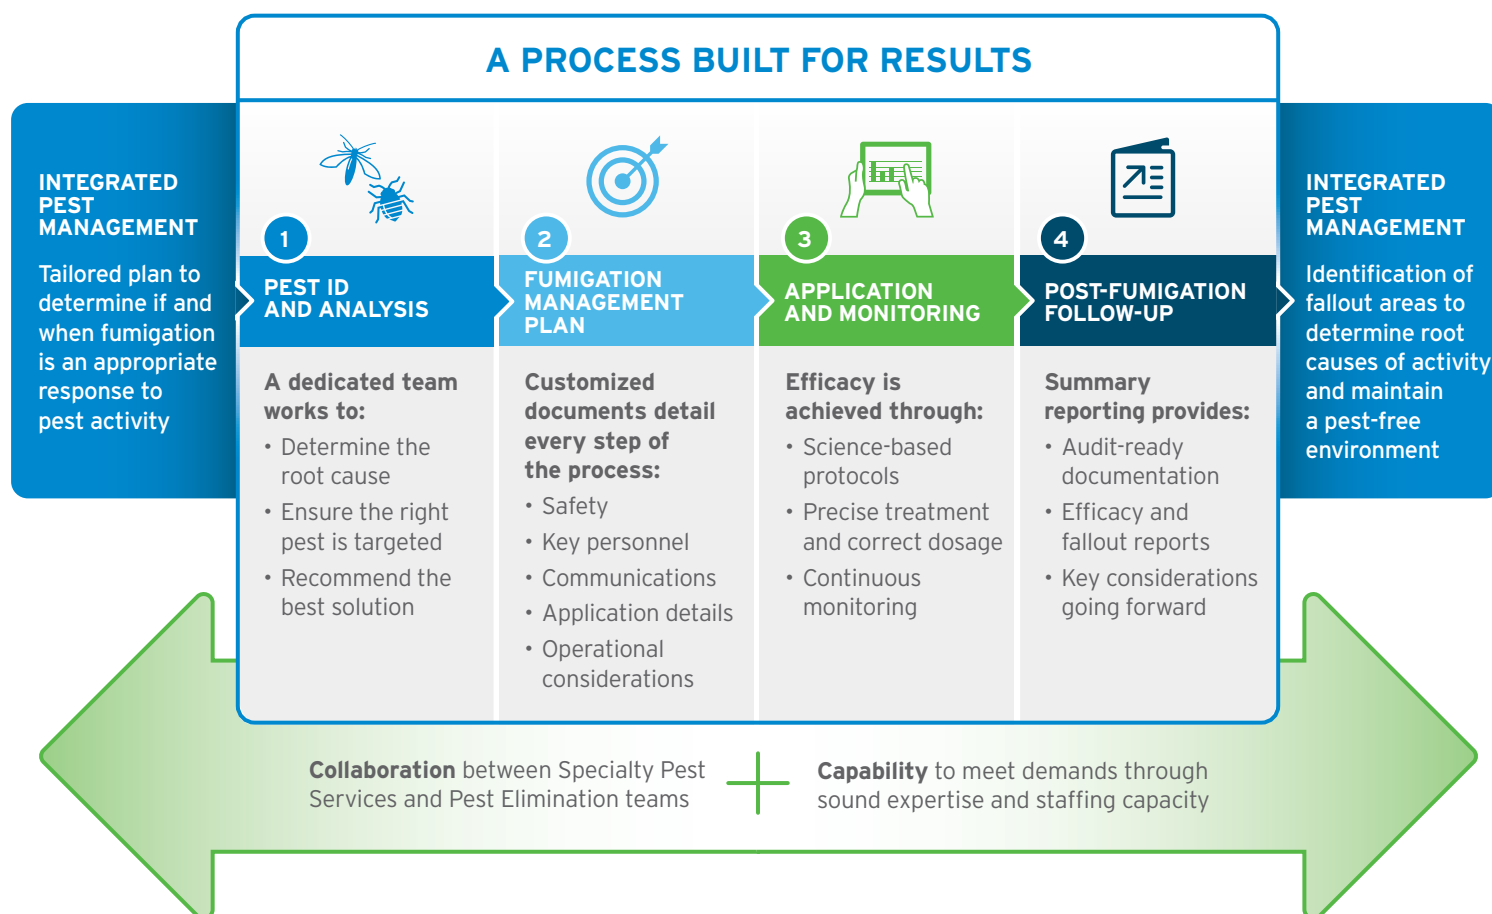 A PROCESS BUILT FOR RESULTS
INTEGRATED
PEST
MANAGEMENT
Tailored plan to
determine if and
when fumigation
is an appropriate
response to
pest activity
1
PEST ID
AND ANALYSIS
A dedicated team
works to:
• Determine the
root cause
• Ensure the right
pest is targeted
• Recommend the
best solution
2
FUMIGATION
MANAGEMENT
PLAN
Customized
documents detail
every step of
the process:
• Safety
• Key personnel
• Communications
• Application details
• Operational
considerations
3
APPLICATION
AND MONITORING
Efficacy is
achieved through:
• Science-based
protocols
• Precise treatment
and correct dosage
• Continuous
monitoring
4
POST-FUMIGATION
FOLLOW-UP
Summary
reporting provides:
• Audit-ready
documentation
• Efficacy and
fallout reports
• Key considerations
going forward
INTEGRATED
PEST
MANAGEMENT
Identification of
fallout areas to
determine root
causes of activity
and maintain
a pest-free
environment
Collaboration between Specialty Pest
Services and Pest Elimination teams
Capability to meet demands through
sound expertise and staffing capacity